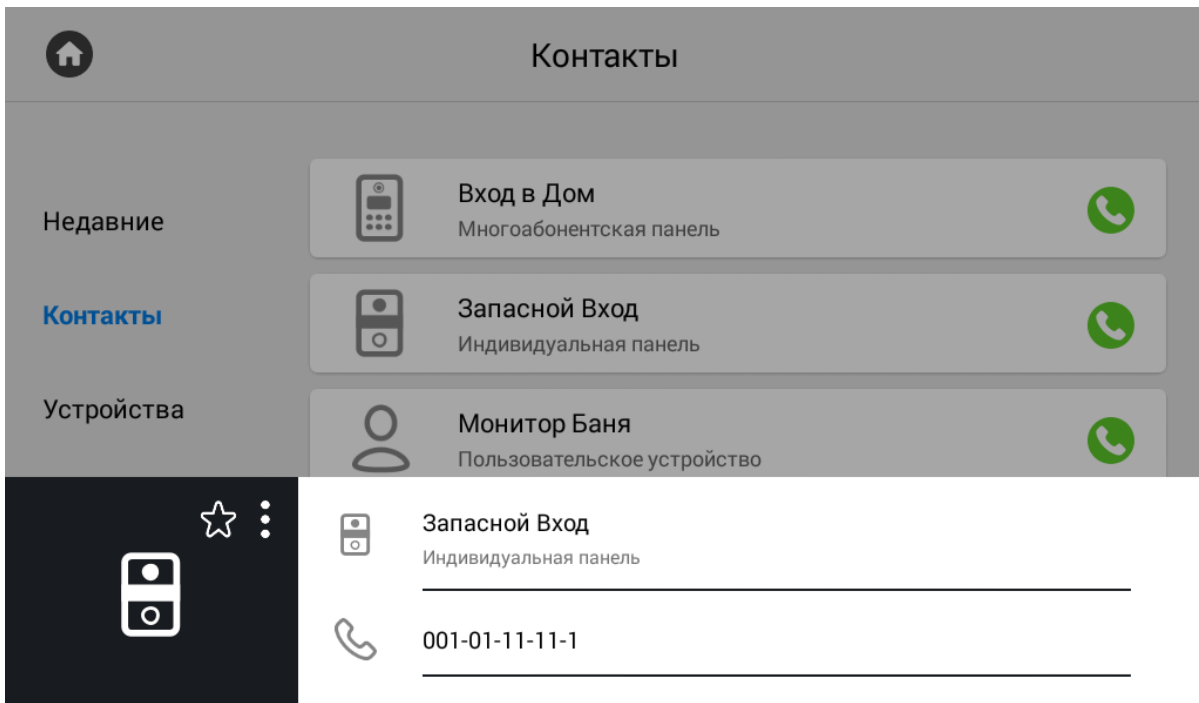 Контакты
Недавние
Контакты
Устройства
Вход в Дом
Многоабонентская панель
Запасной Вход
Индивидуальная панель
Монитор Баня
Пользовательское устройство
Запасной Вход
Индивидуальная панель
001-01-11-11-1